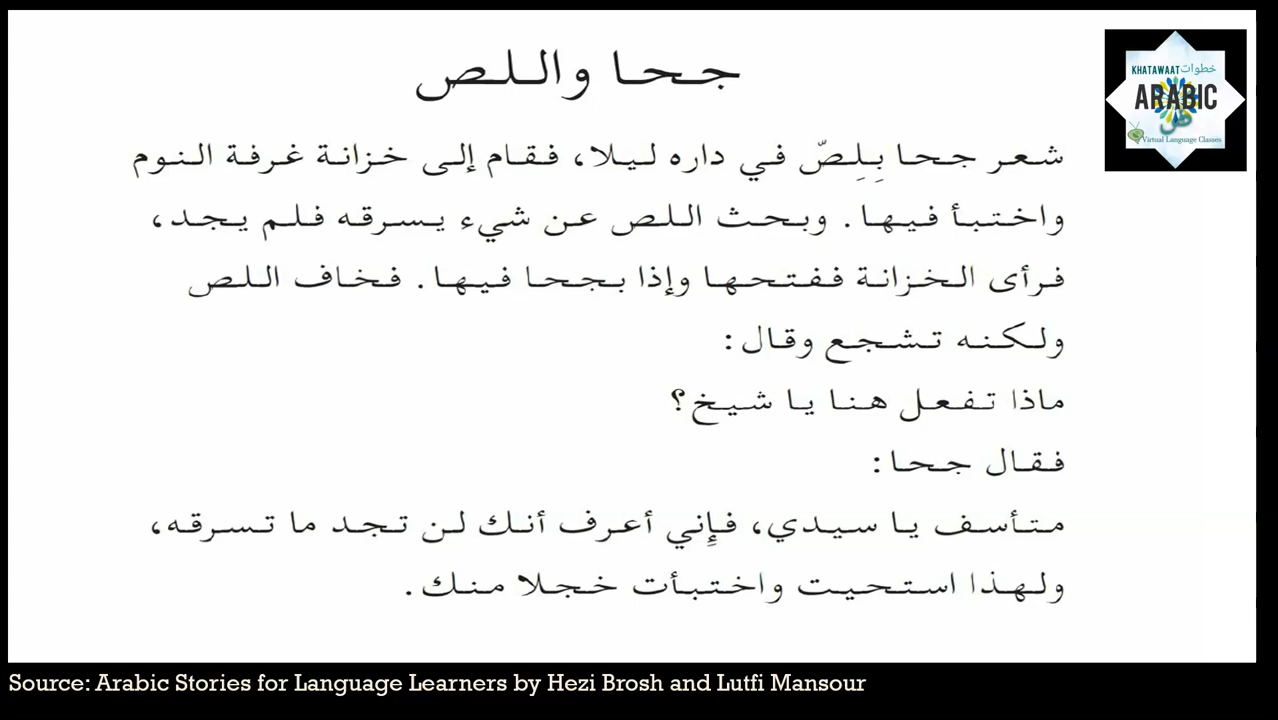 جحا واللص
KHATAWAAT خطوات
ARABIC
Virtual Language Classes
شعر جحا بِلِصّ في داره ليلا، فقام إلى خزانة غرفة النوم
واختبأ فيها. وبحث اللص عن شيء يسرقه فلم يجد،
فرأى الخزانة ففتحها وإذا بجحا فيها. فخاف اللص
ولكنه تشجع وقال:
ماذا تفعل هنا يا شيخ؟
فقال جحا:
متأسف يا سيدي، فإِني أعرف أنك لن تجد ما تسرقه،
ولهذا استحيت واختبأت خجلا منك.
Source: Arabic Stories for Language Learners by Hezi Brosh and Lutfi Mansour